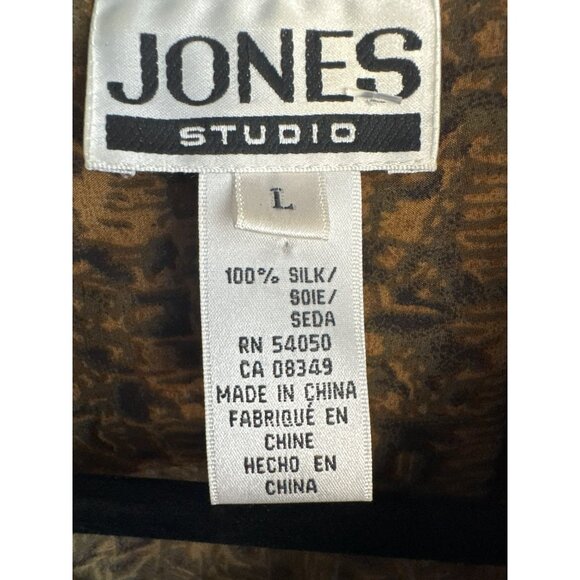 JONES
STUDIO
L
100% SILK/
SOIE/
SEDA
RN 54050
CA 08349
MADE IN CHINA
FABRIQUÉ EN
CHINE
HECHO EN
CHINA